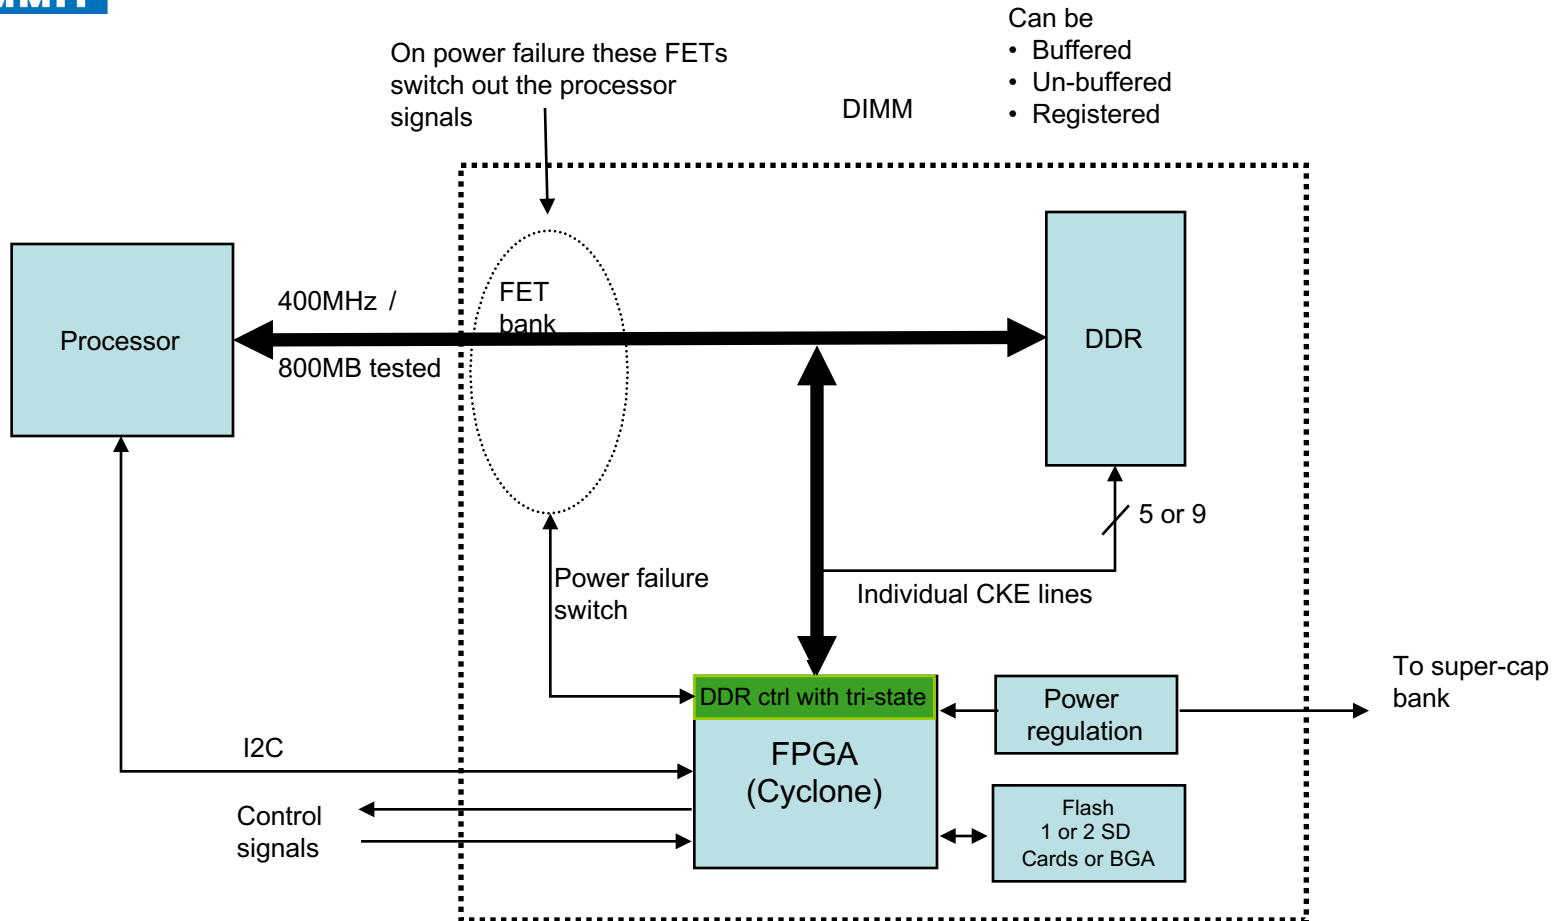 Can be
• Buffered
• Un-buffered
• Registered
On power failure these FETs
switch out the processor
signals
DIMM
Processor
400MHz /
800MB tested
FET
bank
DDR
5 or 9
Individual CKE lines
Power failure
switch
DDR ctrl with tri-state
FPGA
(Cyclone)
Power
regulation
To super-cap
bank
I2C
Control
signals
Flash
1 or 2 SD
Cards or BGA